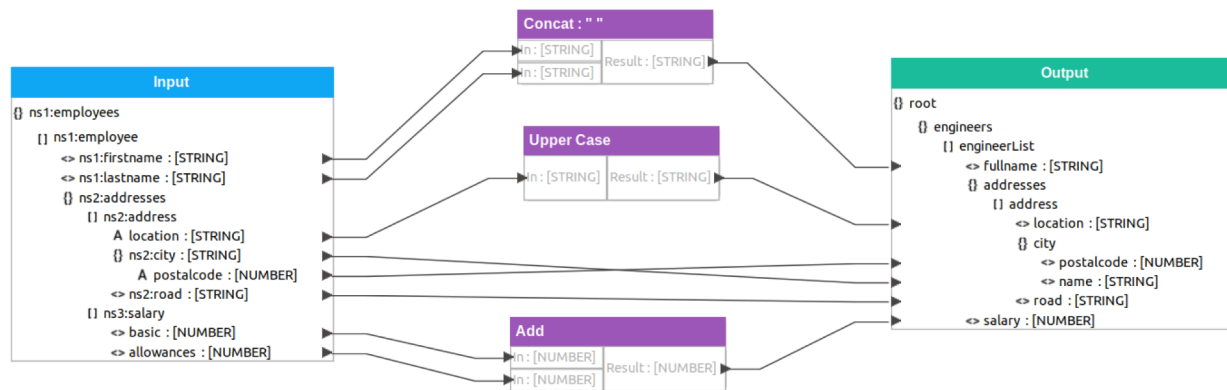 Concat : " "
In : [STRING]
In : [STRING]
Result : [STRING]
Input
{} ns1:employees
[] ns1:employee
<> ns1:firstname : [STRING]
<> ns1:lastname : [STRING]
{} ns2:addresses
[] ns2:address
A location : [STRING]
{} ns2:city : [STRING]
A postalcode : [NUMBER]
<> ns2:road : [STRING]
[] ns3:salary
<> basic : [NUMBER]
<> allowances : [NUMBER]
Upper Case
In : [STRING]
Result : [STRING]
Add
In : [NUMBER]
In : [NUMBER]
Result : [NUMBER]
Output
{} root
{} engineers
[] engineerList
<> fullname : [STRING]
{} addresses
[] address
<> location : [STRING]
{} city
<> postalcode : [NUMBER]
<> name : [STRING]
<> road : [STRING]
<> salary : [NUMBER]